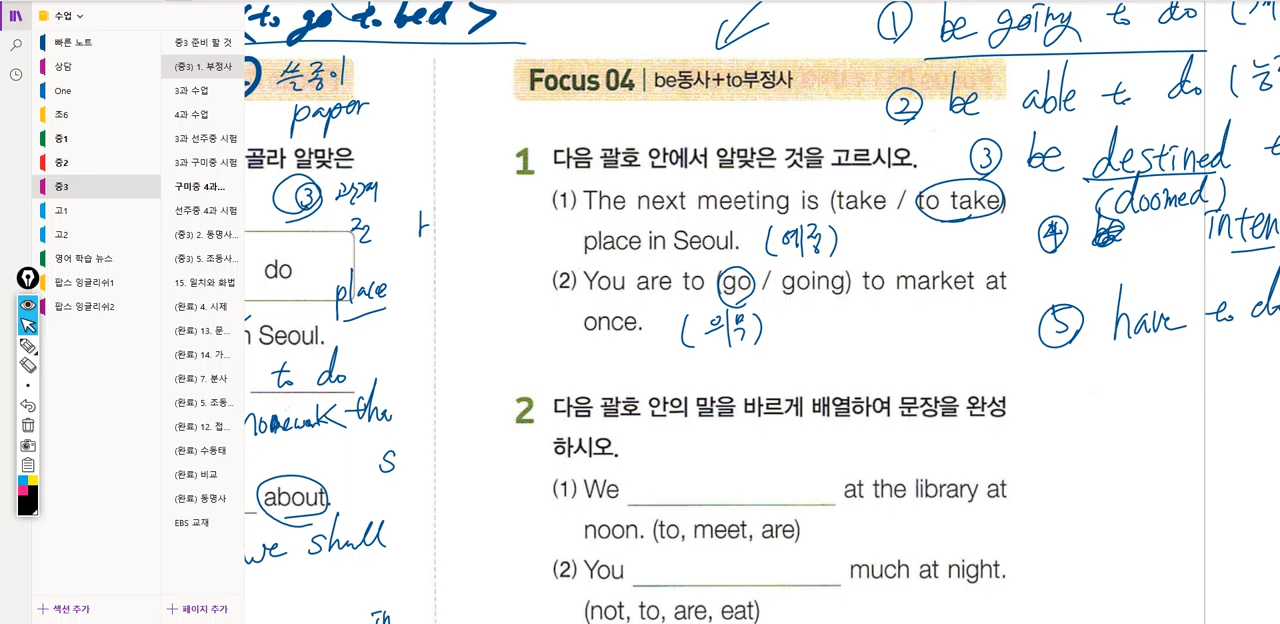 수업
빠른 노트
상담
One
초6
중1
중2
중3
고1
고2
영어 학습 뉴스
팝스 잉글리쉬1
팝스 잉글리쉬2
섹션 추가
중3 준비 할 것
(중3) 1. 부정사
3과 수업
4과 수업
3과 선주중 시험
3과 구미중 시험
구미중 4과...
선주중 4과 시험
(중3) 2. 동명사...
(중3) 5. 조동사...
15. 일치와 화법
(완료) 4. 시제
(완료) 13. 문...
(완료) 14. 가...
(완료) 7. 분사
(완료) 5. 조동...
(완료) 12. 접...
(완료) 수동태
(완료) 비교
(완료) 동명사
EBS 교재
페이지 추가
to go to bed >
쓸 종이
paper
골라 알맞은
③
do
place
Seoul.
to do
about.
we shall
Focus 04 | be동사+to부정사
1 다음 괄호 안에서 알맞은 것을 고르시오.
(1) The next meeting is (take / to take)
place in Seoul. (예정)
(2) You are to (go / going) to market at
once. (의무)
2 다음 괄호 안의 말을 바르게 배열하여 문장을 완성
하시오.
(1) We ____ at the library at
noon. (to, meet, are)
(2) You ____ much at night.
(not, to, are, eat)
① be going to do
② be able to do
③ be destined
(doomed)
④ be
⑤ have to do